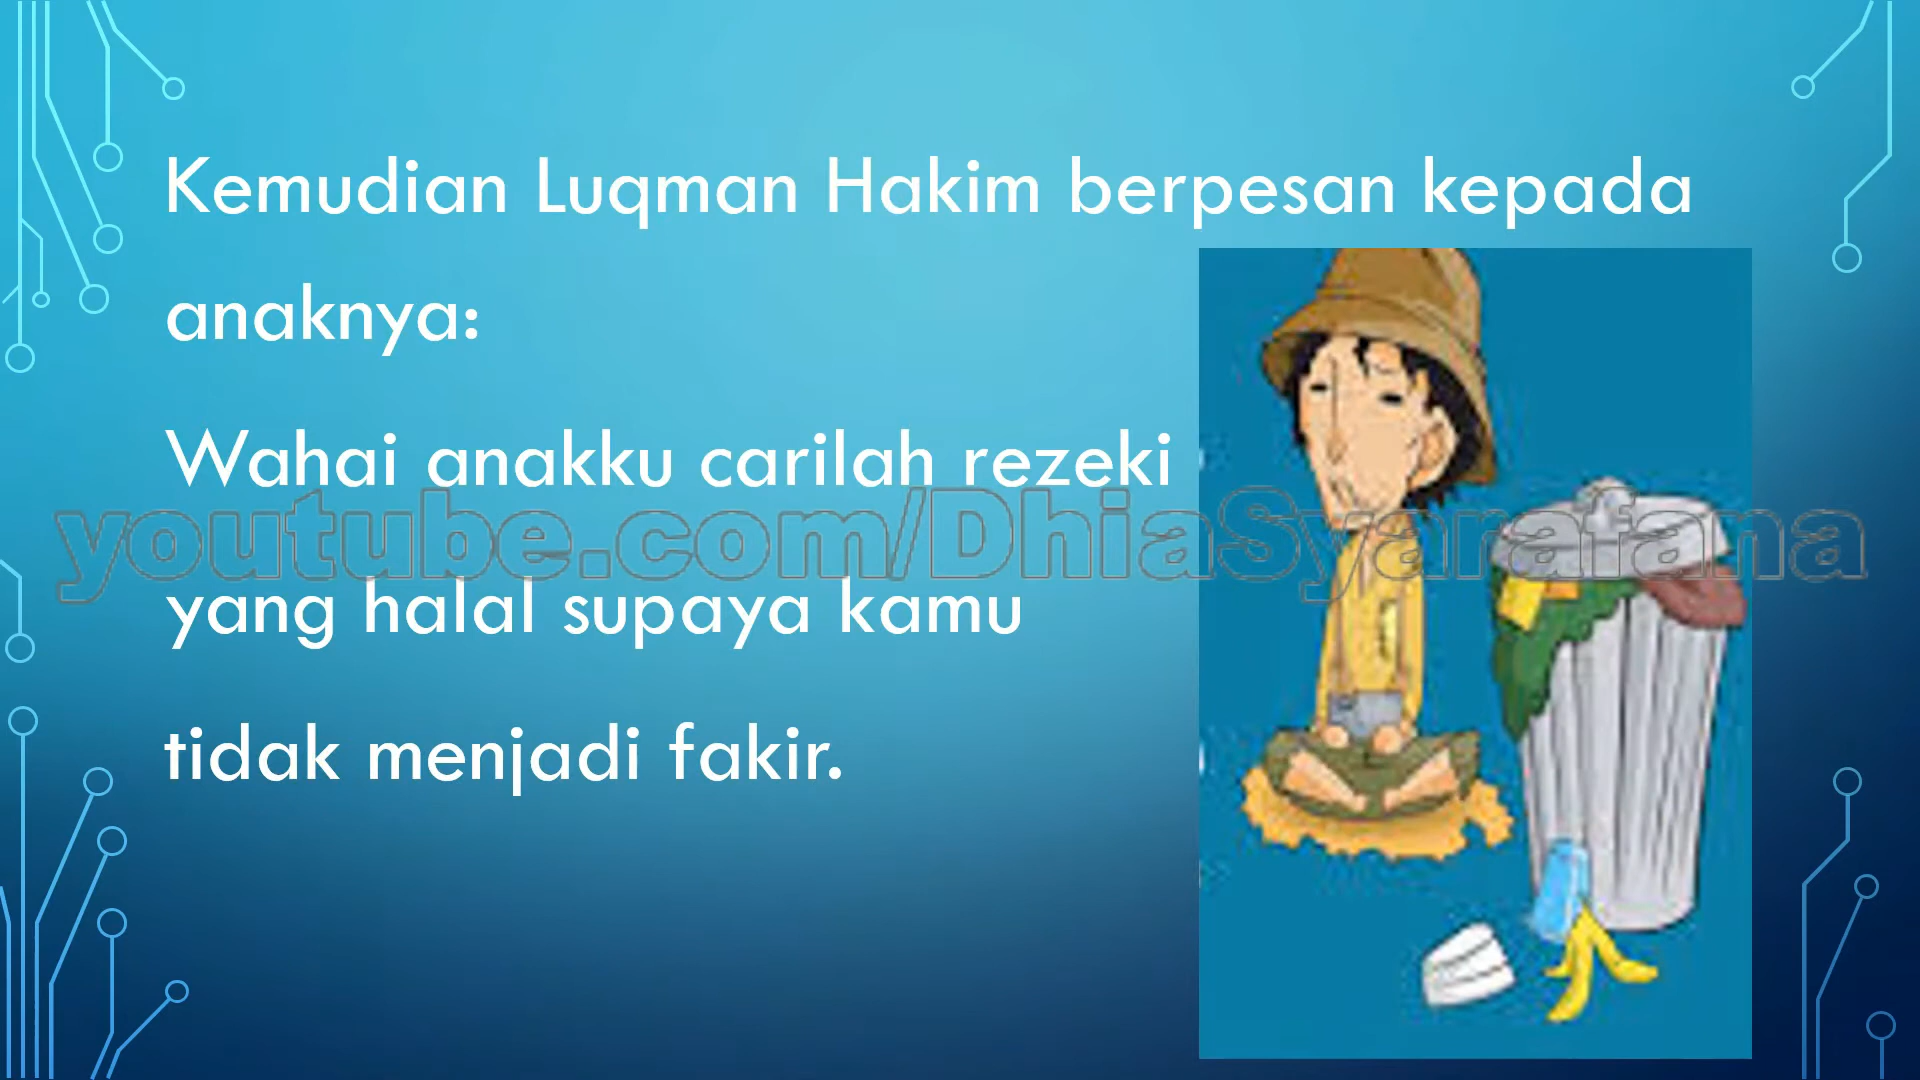 Kemudian Luqman Hakim berpesan kepada
anaknya:
Wahai anakku carilah rezeki
youtube.com/DhiaSyarafana
yang halal supaya kamu
tidak menjadi fakir.